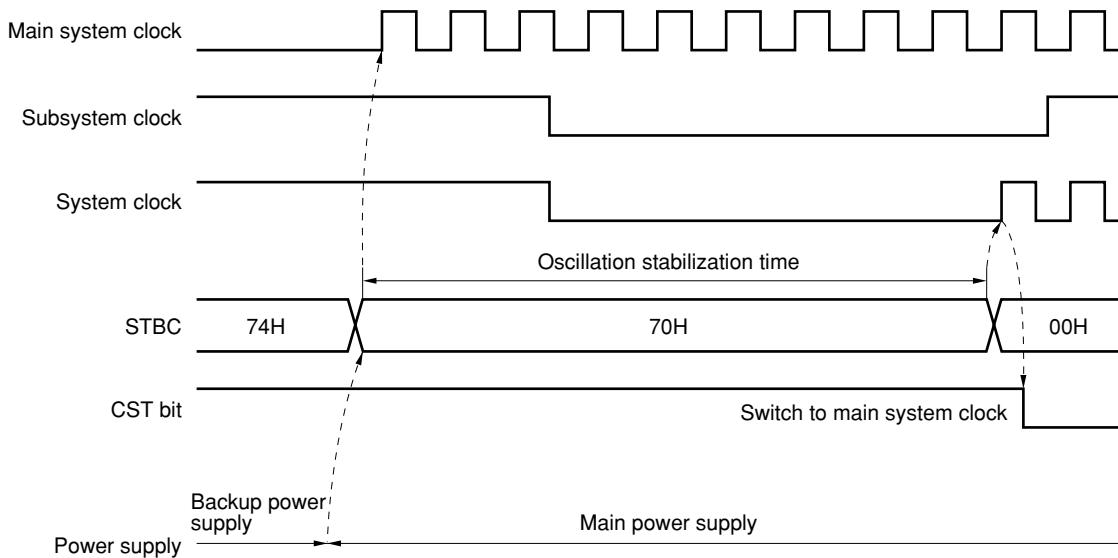 Main system clock
Subsystem clock
System clock
Oscillation stabilization time
STBC
74H
70H
00H
CST bit
Switch to main system clock
Backup power
supply
Main power supply
Power supply